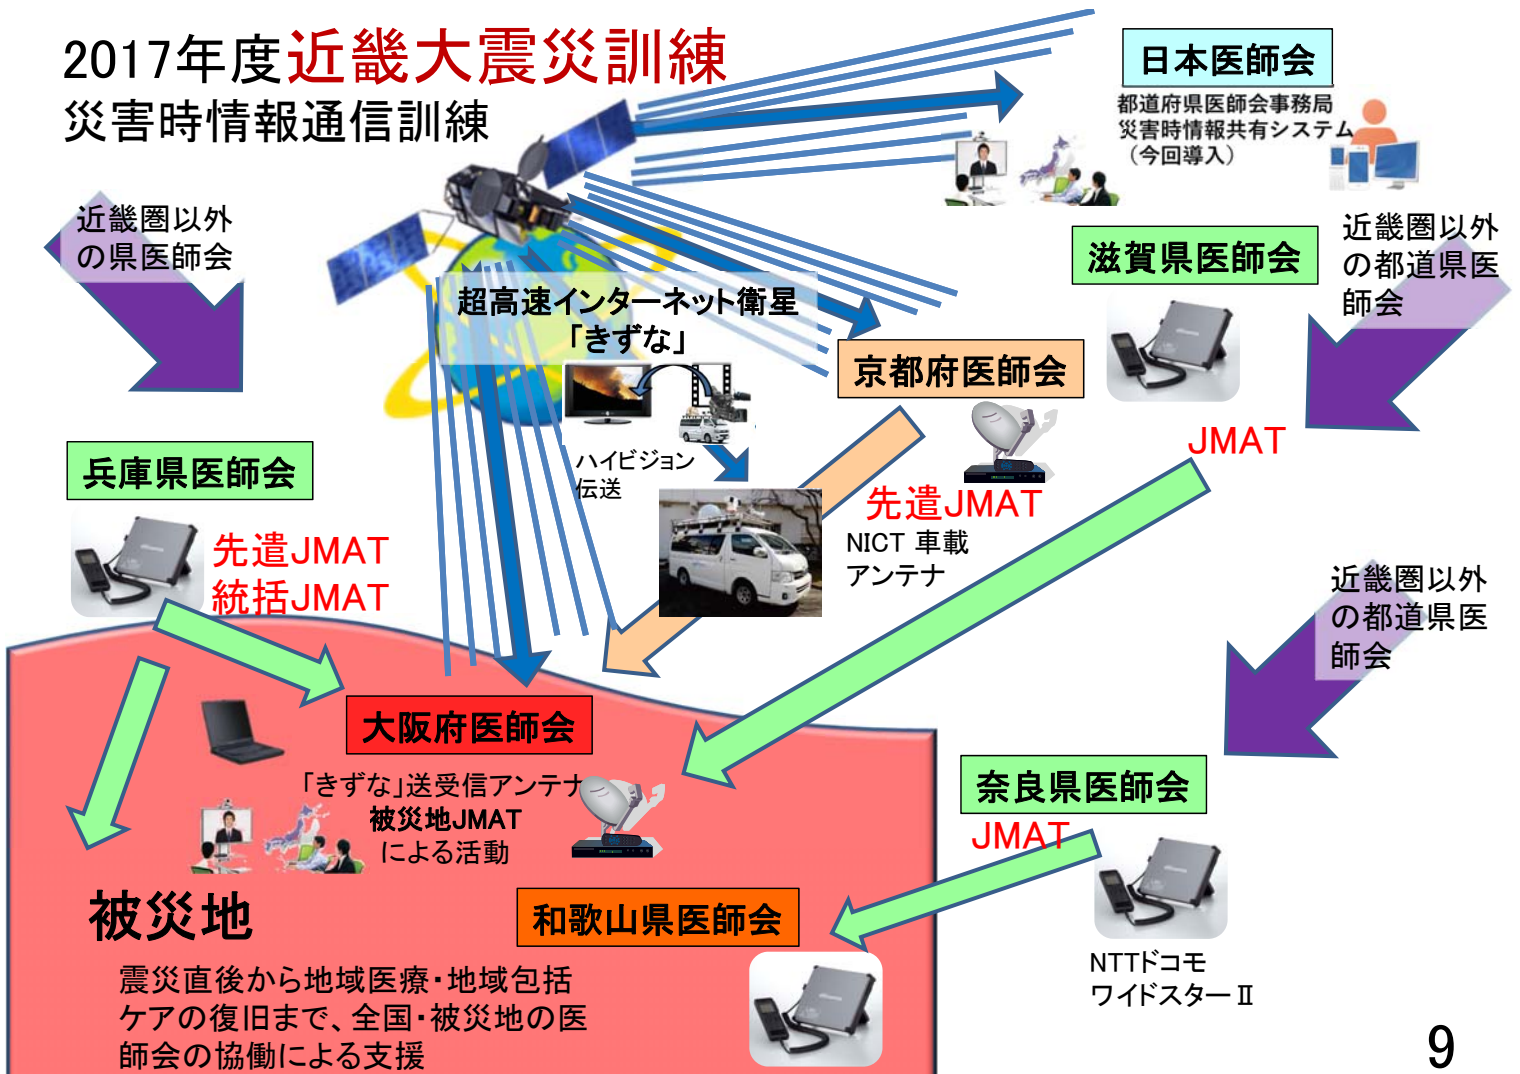 2017年度近畿大震災訓練
災害時情報通信訓練
日本医師会
都道府県医師会事務局
災害時情報共有システム
(今回導入)
近畿圏以外
の県医師会
滋賀県医師会
近畿圏以外
の都道県医
師会
超高速インターネット衛星
「きずな」
京都府医師会
ハイビジョン
伝送
JMAT
兵庫県医師会
先遣JMAT
統括JMAT
先遣JMAT
NICT 車載
アンテナ
近畿圏以外
の都道県医
師会
大阪府医師会
「きずな」送受信アンテナ
被災地JMAT
による活動
奈良県医師会
JMAT
被災地
和歌山県医師会
震災直後から地域医療・地域包括
ケアの復旧まで、全国・被災地の医
師会の協働による支援
NTTドコモ
ワイドスターⅡ
9